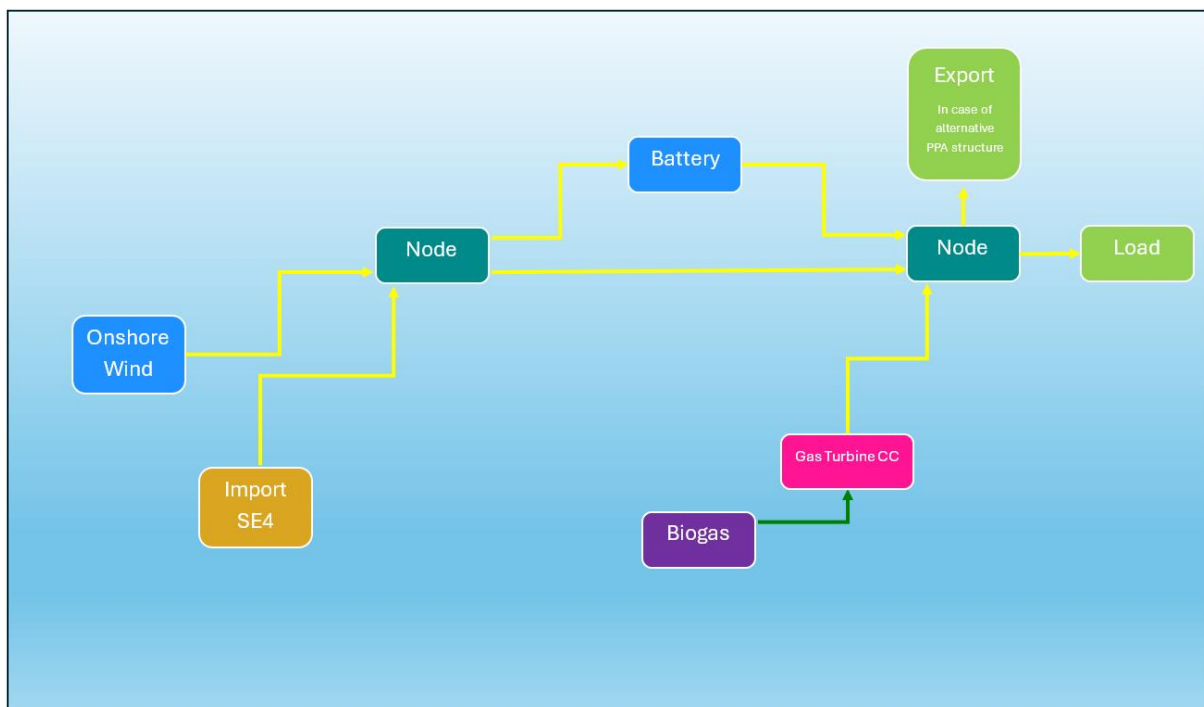 Export
In case of
alternative
PPA structure
Battery
Node
Node
Load
Onshore
Wind
Gas Turbine CC
Import
SE4
Biogas